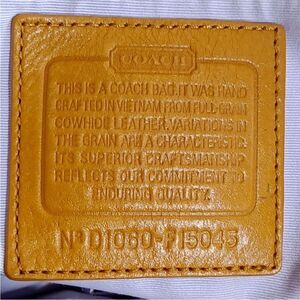 COACH
THIS IS A COACH BAG. IT WAS HAND
CRAFTED IN VIETNAM FROM FULL GRAIN
COWHIDE LEATHER. VARIATIONS IN
THE GRAIN ARE A CHARACTERISTIC.
ITS SUPERIOR CRAFTSMANSHIP
REFLECTS OUR COMMITMENT TO
ENDURING QUALITY.
Nº D1060-F15045